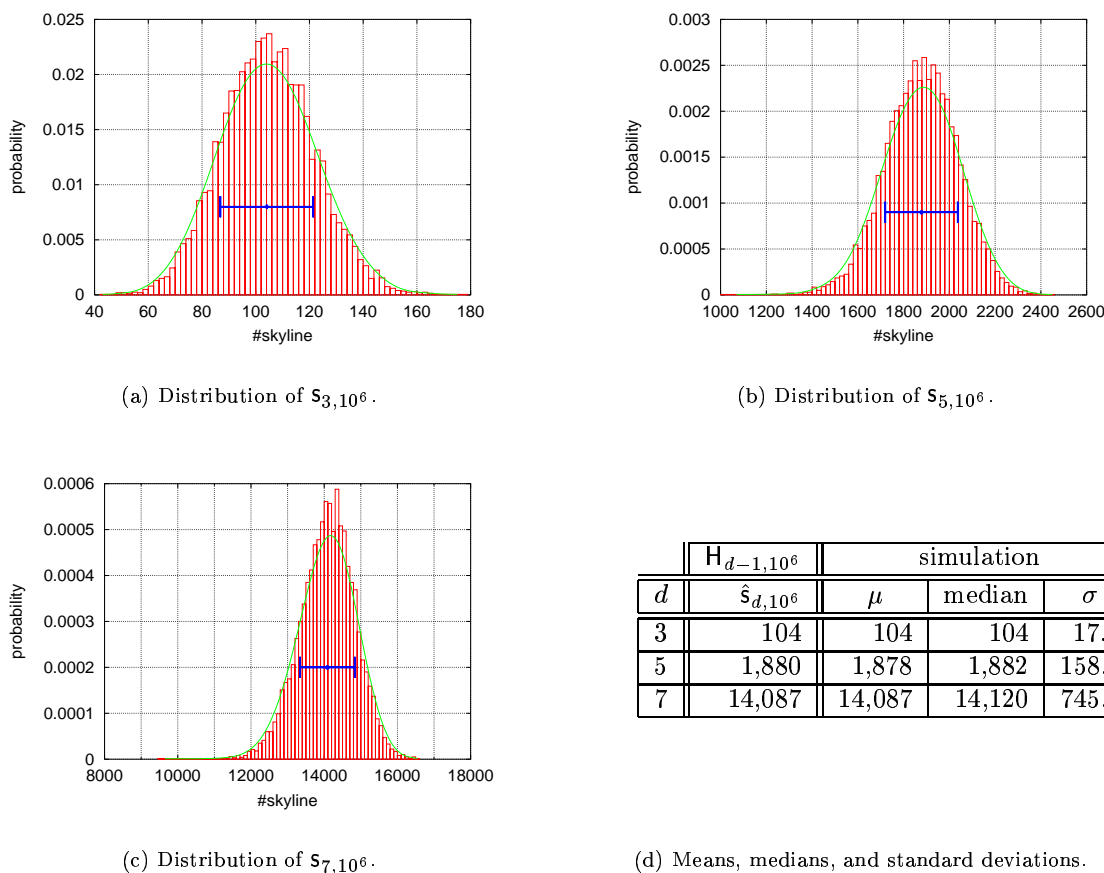 0.025
0.02
0.015
0.01
0.005
0
probability
40 60 80 100 120 140 160 180
#skyline
(a) Distribution of s3,10^6.
0.003
0.0025
0.002
0.0015
0.001
0.0005
0
probability
1000 1200 1400 1600 1800 2000 2200 2400 2600
#skyline
(b) Distribution of s5,10^6.
0.0006
0.0005
0.0004
0.0003
0.0002
0.0001
0
probability
8000 10000 12000 14000 16000 18000
#skyline
(c) Distribution of s7,10^6.
H_{d−1,10^6} simulation
d ŝ_{d,10^6} μ median σ
3 104 104 104 17.
5 1,880 1,878 1,882 158.
7 14,087 14,087 14,120 745.
(d) Means, medians, and standard deviations.